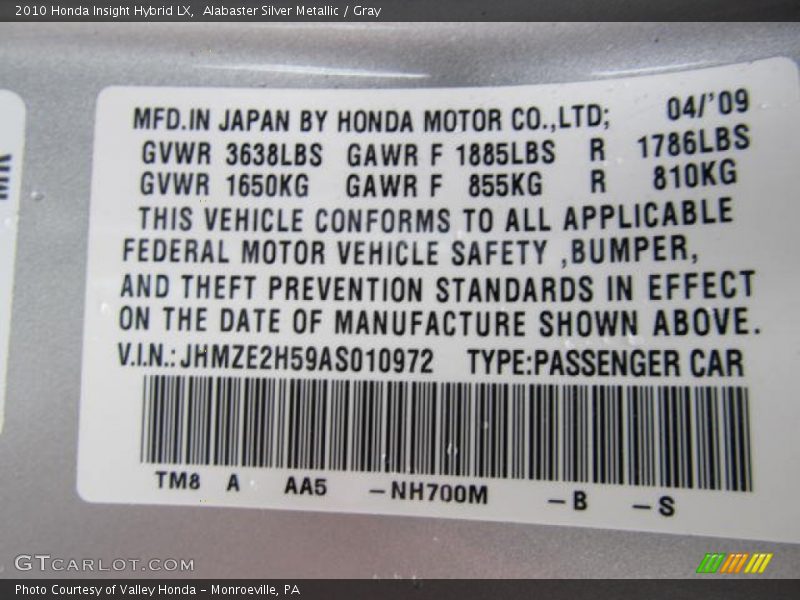 2010 Honda Insight Hybrid LX,  Alabaster Silver Metallic / Gray
MFD.IN JAPAN BY HONDA MOTOR CO.,LTD; 04/'09
GVWR 3638LBS GAWR F 1885LBS R 1786LBS
GVWR 1650KG GAWR F 855KG R 810KG
THIS VEHICLE CONFORMS TO ALL APPLICABLE
FEDERAL MOTOR VEHICLE SAFETY ,BUMPER,
AND THEFT PREVENTION STANDARDS IN EFFECT
ON THE DATE OF MANUFACTURE SHOWN ABOVE.
V.I.N.:JHMZE2H59AS010972 TYPE:PASSENGER CAR
TM8 A AA5 -NH700M -B -S
GTCARLOT.COM
Photo Courtesy of Valley Honda - Monroeville, PA